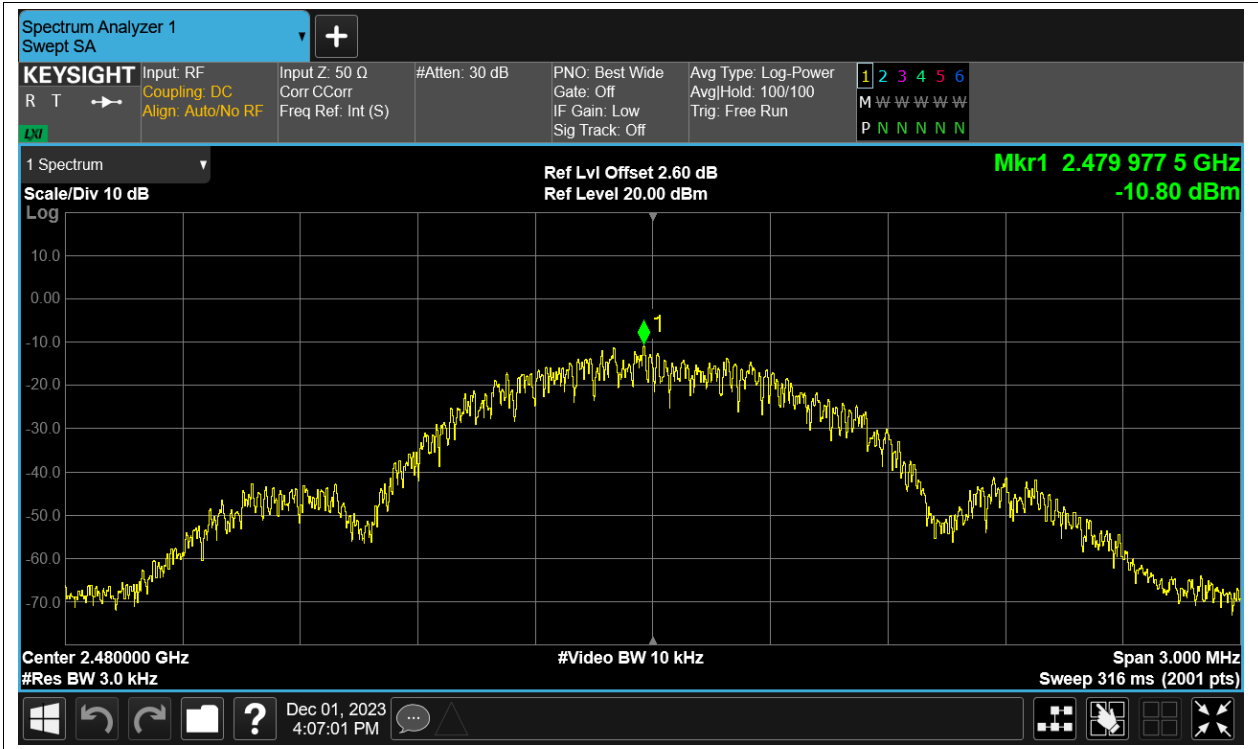 Spectrum Analyzer 1
Swept SA
KEYSIGHT
R T
LXI
Input: RF
Coupling: DC
Align: Auto/No RF
Input Z: 50 Ω
Corr CCorr
Freq Ref: Int (S)
#Atten: 30 dB
PNO: Best Wide
Gate: Off
IF Gain: Low
Sig Track: Off
Avg Type: Log-Power
Avg|Hold: 100/100
Trig: Free Run
1 2 3 4 5 6
M W W W W W
P N N N N N
1 Spectrum
Scale/Div 10 dB
Log
Ref Lvl Offset 2.60 dB
Ref Level 20.00 dBm
Mkr1 2.479 977 5 GHz
-10.80 dBm
10.0
0.00
-10.0
-20.0
-30.0
-40.0
-50.0
-60.0
-70.0
1
Center 2.480000 GHz
#Res BW 3.0 kHz
#Video BW 10 kHz
Span 3.000 MHz
Sweep 316 ms (2001 pts)
?
Dec 01, 2023
4:07:01 PM